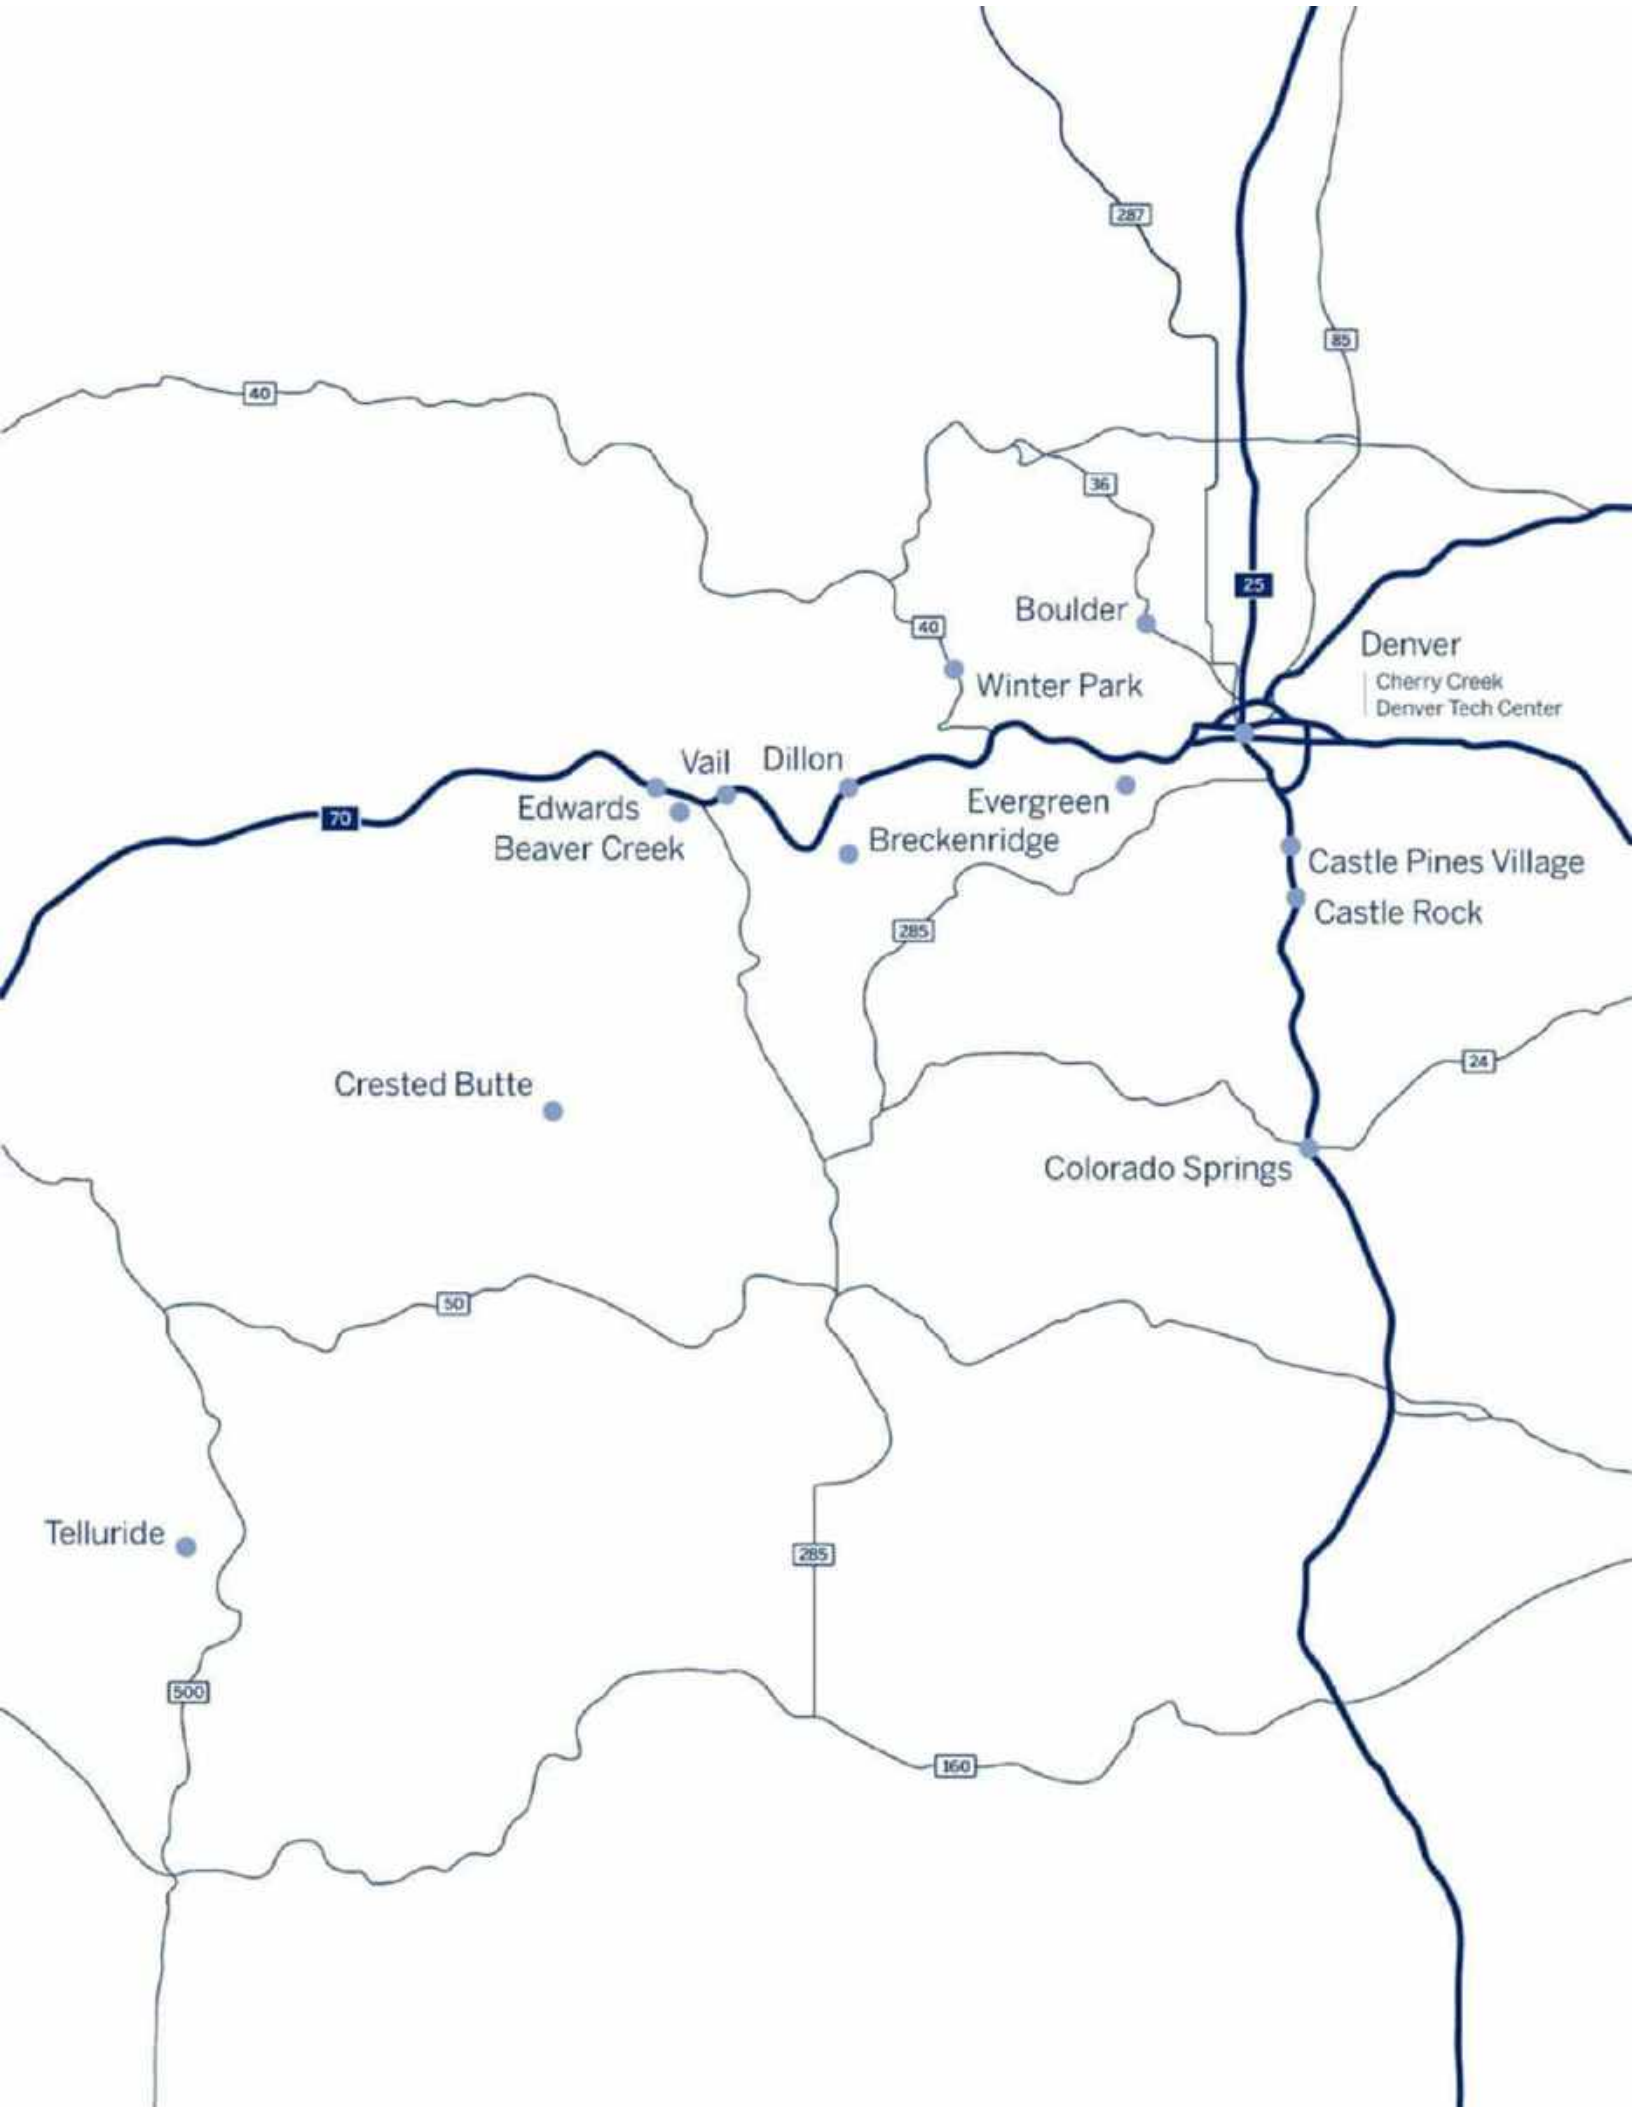 287
85
40
36
25
Boulder
40
Denver
Cherry Creek
Denver Tech Center
Winter Park
Vail
Dillon
Edwards
Beaver Creek
70
Evergreen
Breckenridge
Castle Pines Village
Castle Rock
285
24
Crested Butte
Colorado Springs
50
Telluride
285
500
160